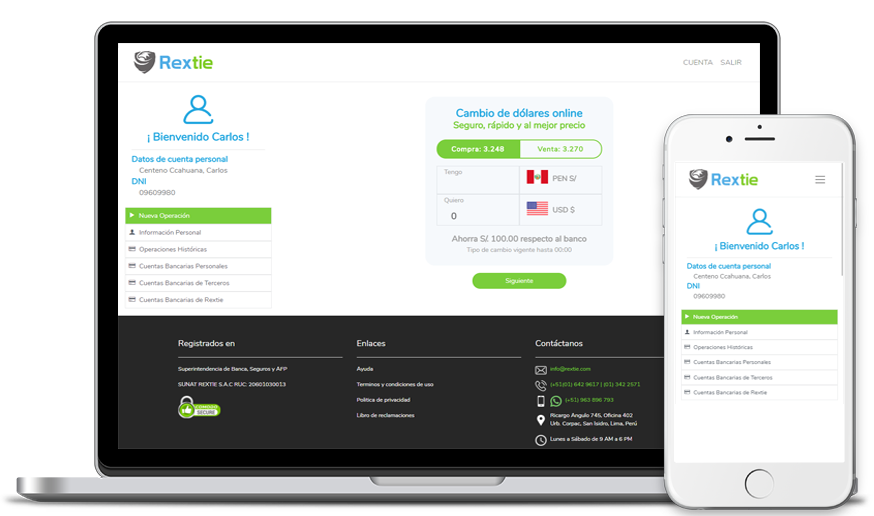 Rextie
CUENTA SALIR
¡ Bienvenido Carlos !
Datos de cuenta personal
Centeno Ccahuana, Carlos
DNI
09609980
Nueva Operación
Información Personal
Operaciones Históricas
Cuentas Bancarias Personales
Cuentas Bancarias de Terceros
Cuentas Bancarias de Rextie
Cambio de dólares online
Seguro, rápido y al mejor precio
Compra: 3.248 Venta: 3.270
Tengo
PEN S/
Quiero
0 USD $
Ahorra S/. 100.00 respecto al banco
Tipo de cambio vigente hasta 00:00
Siguiente
Registrados en
Superintendencia de Banca, Seguros y AFP
SUNAT REXTIE S.A.C RUC: 20601030013
SECURE
Enlaces
Ayuda
Terminos y condiciones de uso
Política de privacidad
Libro de reclamaciones
Contáctanos
info@rextie.com
(+51(01) 642 9617 | (01) 342 2571
(+51) 963 896 793
Ricargo Angulo 745, Oficina 402
Urb. Corpac, San Isidro, Lima, Perú
Lunes a Sábado de 9 AM a 6 PM
Rextie
¡ Bienvenido Carlos !
Datos de cuenta personal
Centeno Ccahuana, Carlos
DNI
09609980
Nueva Operación
Información Personal
Operaciones Históricas
Cuentas Bancarias Personales
Cuentas Bancarias de Terceros
Cuentas Bancarias de Rextie